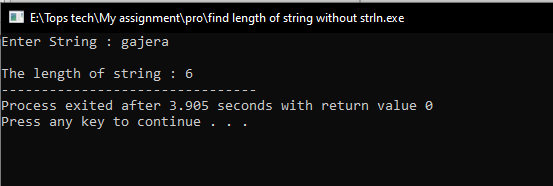 E:\Tops tech\My assignment\pro\find length of string without strln.exe
Enter String : gajera
The length of string : 6
--------------------------------
Process exited after 3.905 seconds with return value 0
Press any key to continue . . .